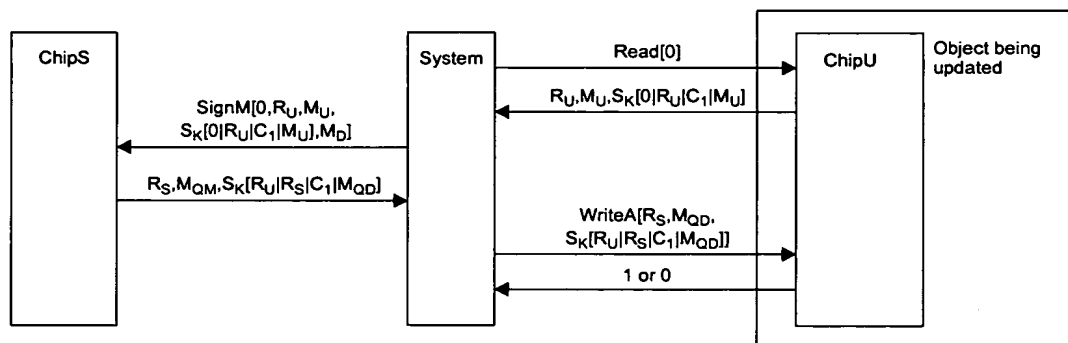 ChipS
System
ChipU
Object being
updated
Read[0]
R_U,M_U,S_K[0|R_U|C_1|M_U]
SignM[0,R_U,M_U,
S_K[0|R_U|C_1|M_U],M_D]
R_S,M_QM,S_K[R_U|R_S|C_1|M_QD]
WriteA[R_S,M_QD,
S_K[R_U|R_S|C_1|M_QD]]
1 or 0